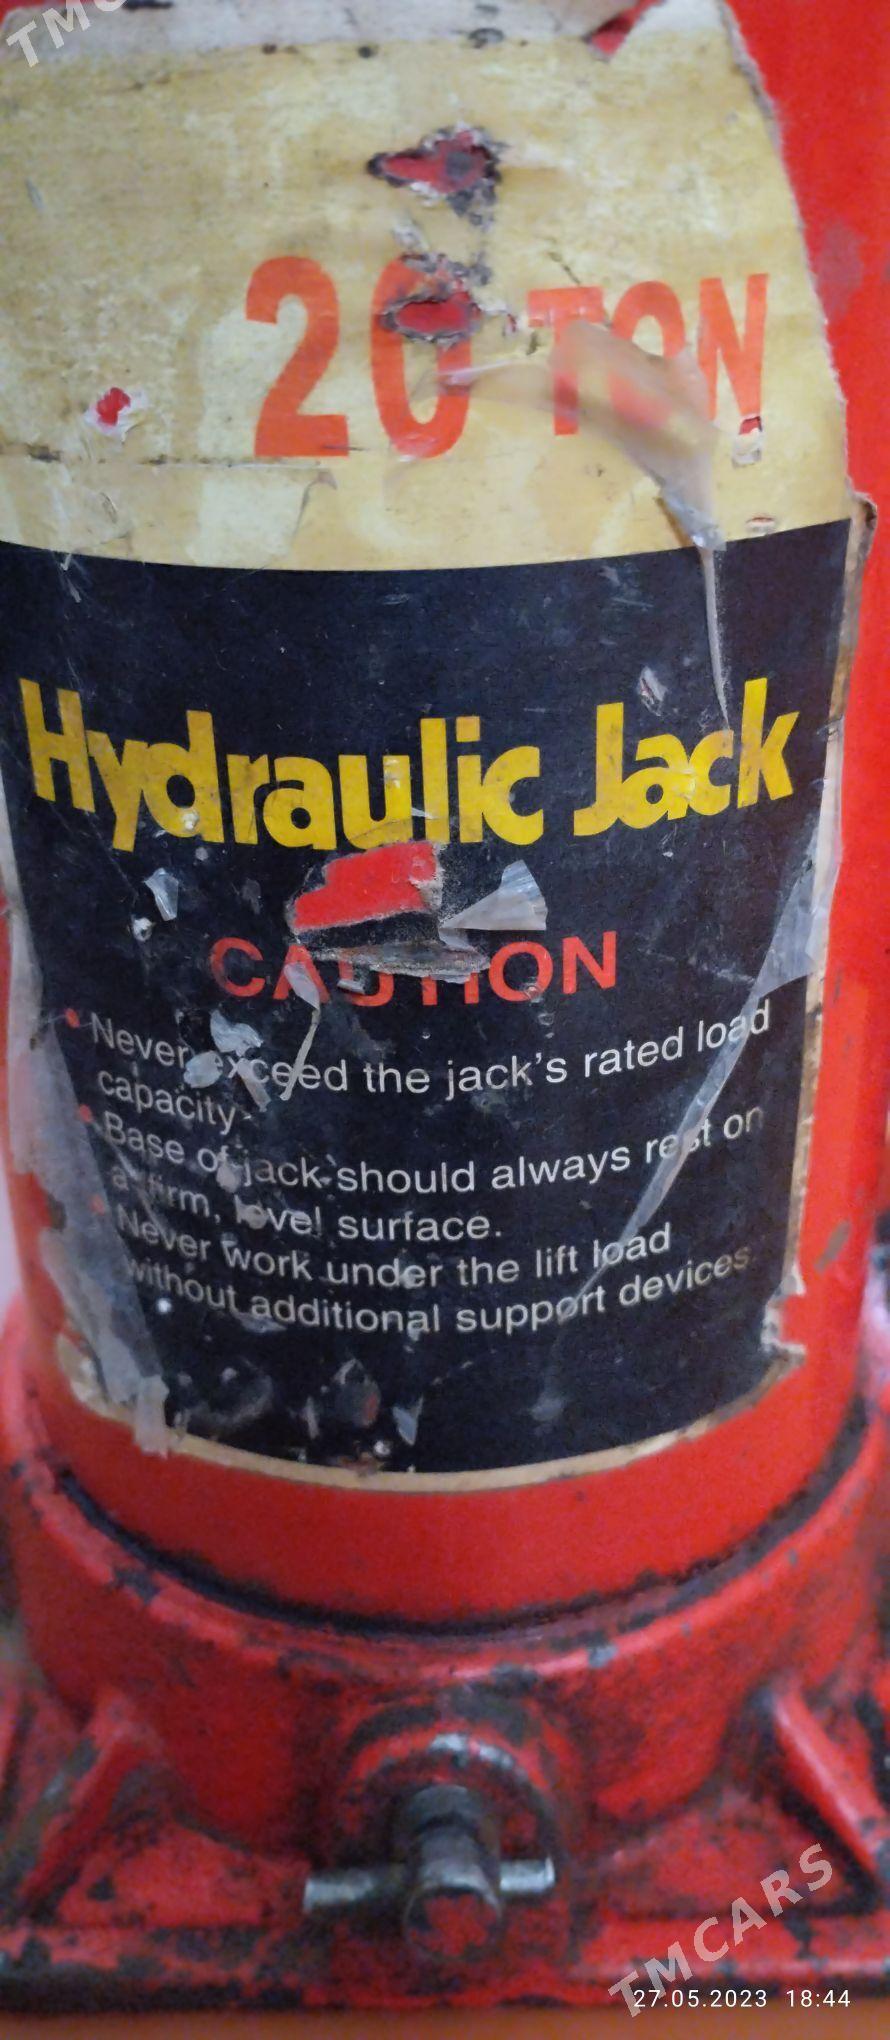 20 TON
Hydraulic Jack
CAUTION
• Never exceed the jack's rated load
capacity
• Base of jack should always rest on
a firm, level surface.
• Never work under the lift load
without additional support devices.
TMCARS
27.05.2023 18:44